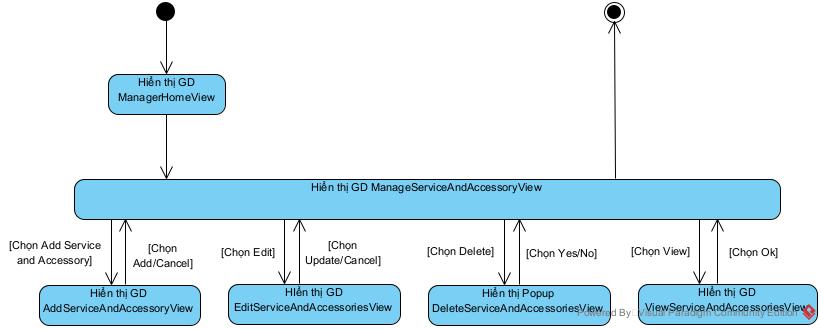 Hiển thị GD
ManagerHomeView
Hiển thị GD ManageServiceAndAccessoryView
[Chọn Add Service
and Accessory]
[Chọn
Add/Cancel]
[Chọn Edit]
[Chọn
Update/Cancel]
[Chọn Delete]
[Chọn Yes/No]
[Chọn View]
[Chọn Ok]
Hiển thị GD
AddServiceAndAccessoryView
HIển thị GD
EditServiceAndAccessoriesView
Hiển thị Popup
DeleteServiceAndAccessoriesView
HIển thị GD
ViewServiceAndAccessoriesView
Powered By: Visual Paradigm Community Edition